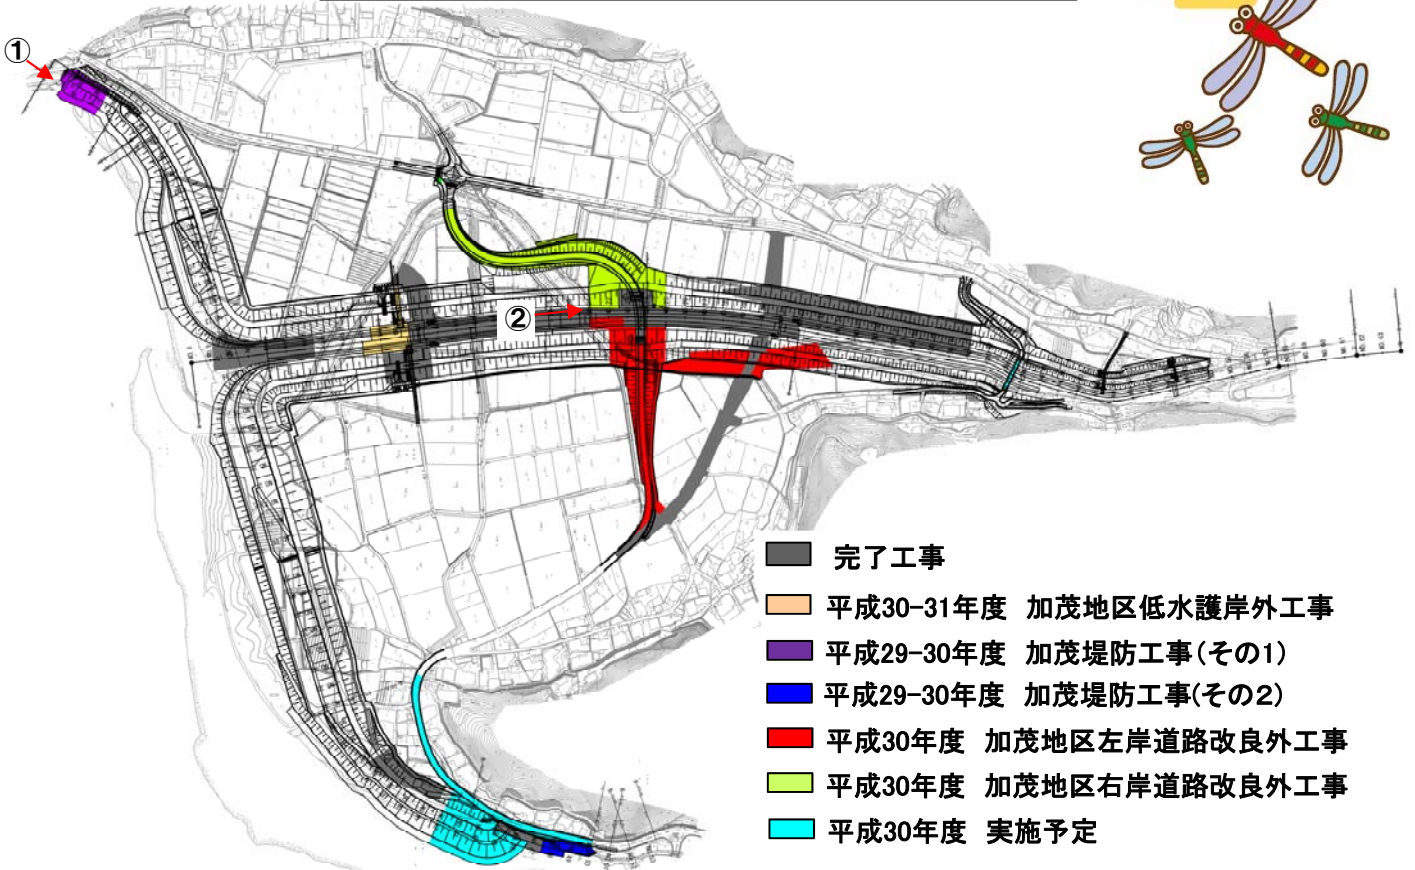 ①
②
完了工事
平成30-31年度 加茂地区低水護岸外工事
平成29-30年度 加茂堤防工事(その1)
平成29-30年度 加茂堤防工事(その2)
平成30年度 加茂地区左岸道路改良外工事
平成30年度 加茂地区右岸道路改良外工事
平成30年度 実施予定